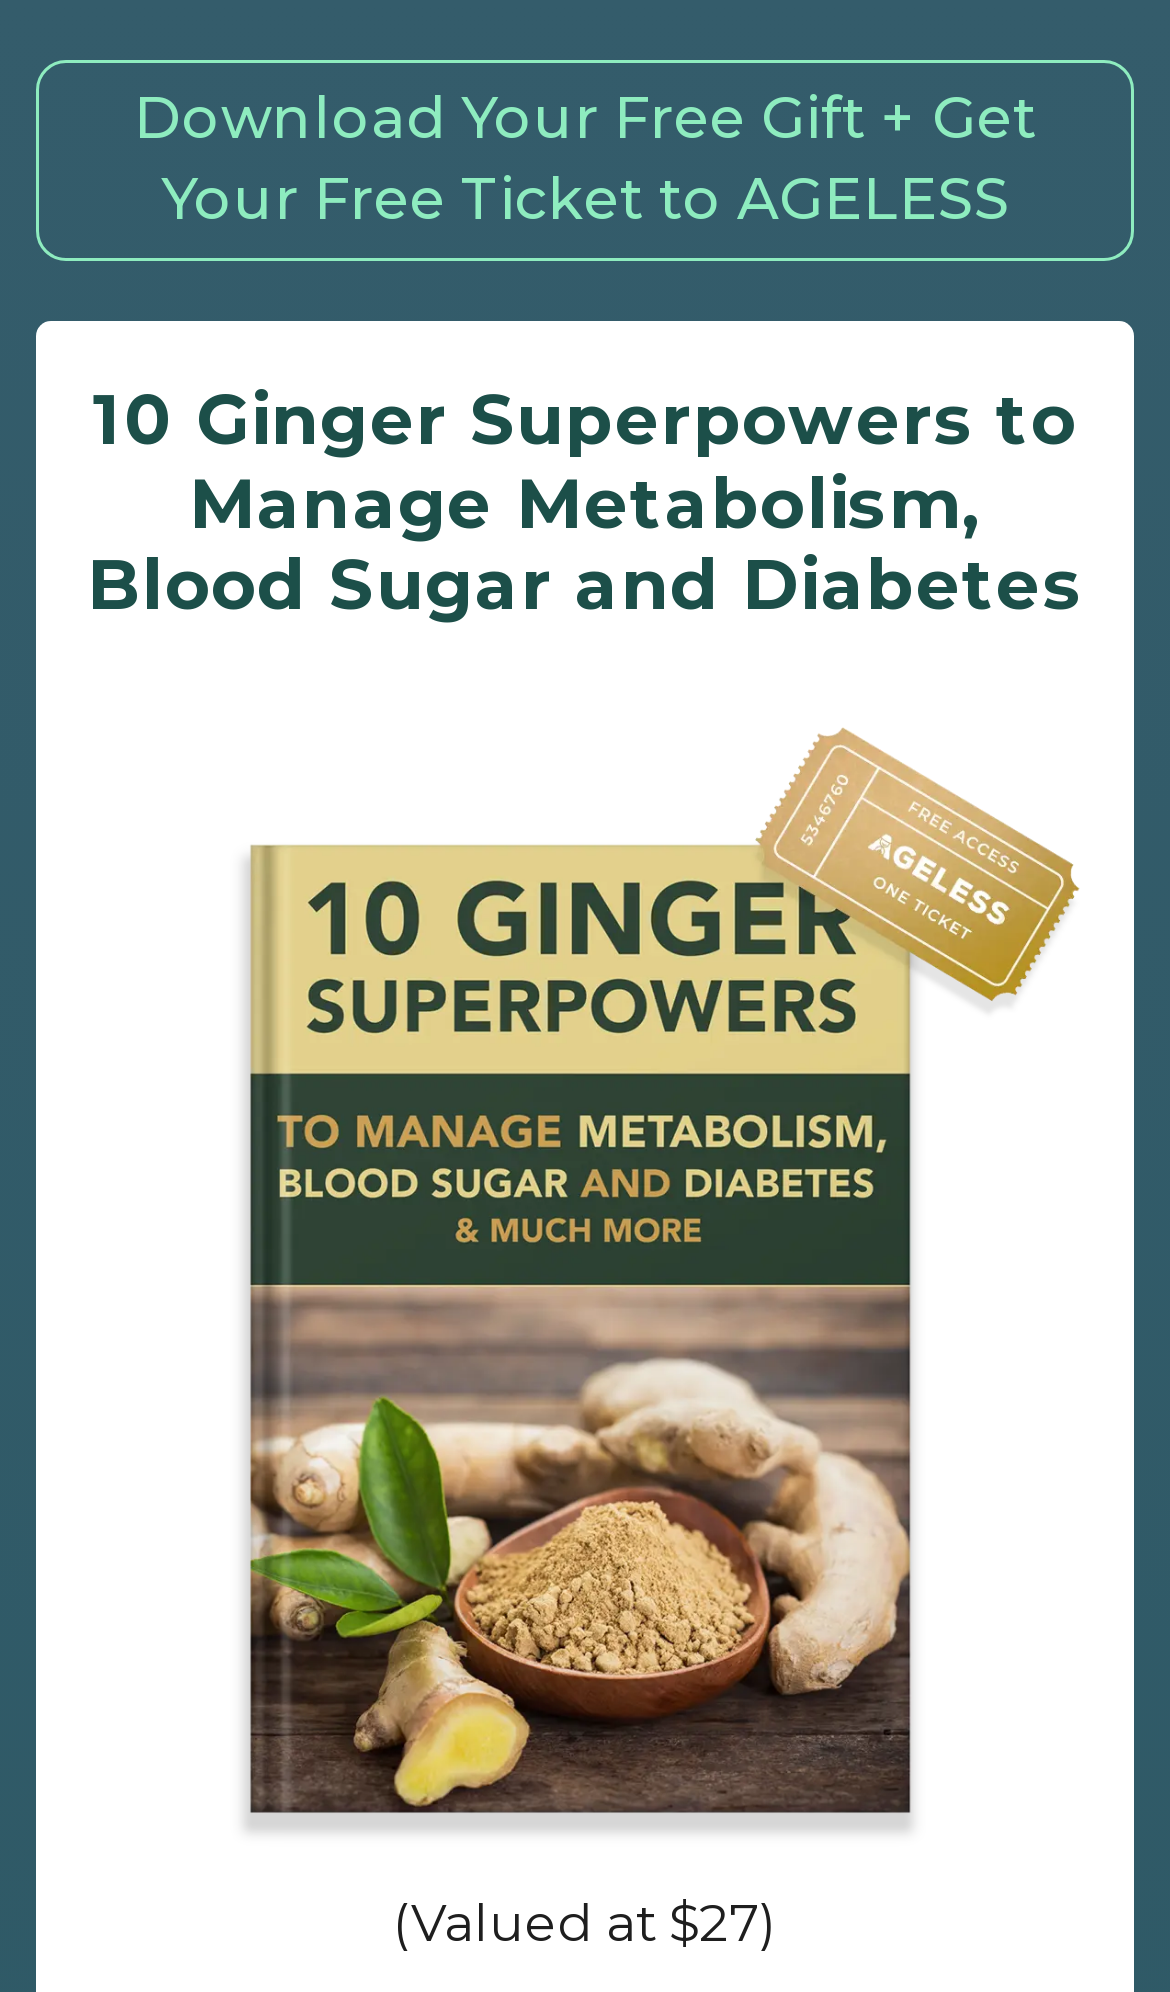 Download Your Free Gift + Get
Your Free Ticket to AGELESS
10 Ginger Superpowers to
Manage Metabolism,
Blood Sugar and Diabetes
5346760
FREE ACCESS
AGELESS
ONE TICKET
10 GINGER
SUPERPOWERS
TO MANAGE METABOLISM,
BLOOD SUGAR AND DIABETES
& MUCH MORE
(Valued at $27)